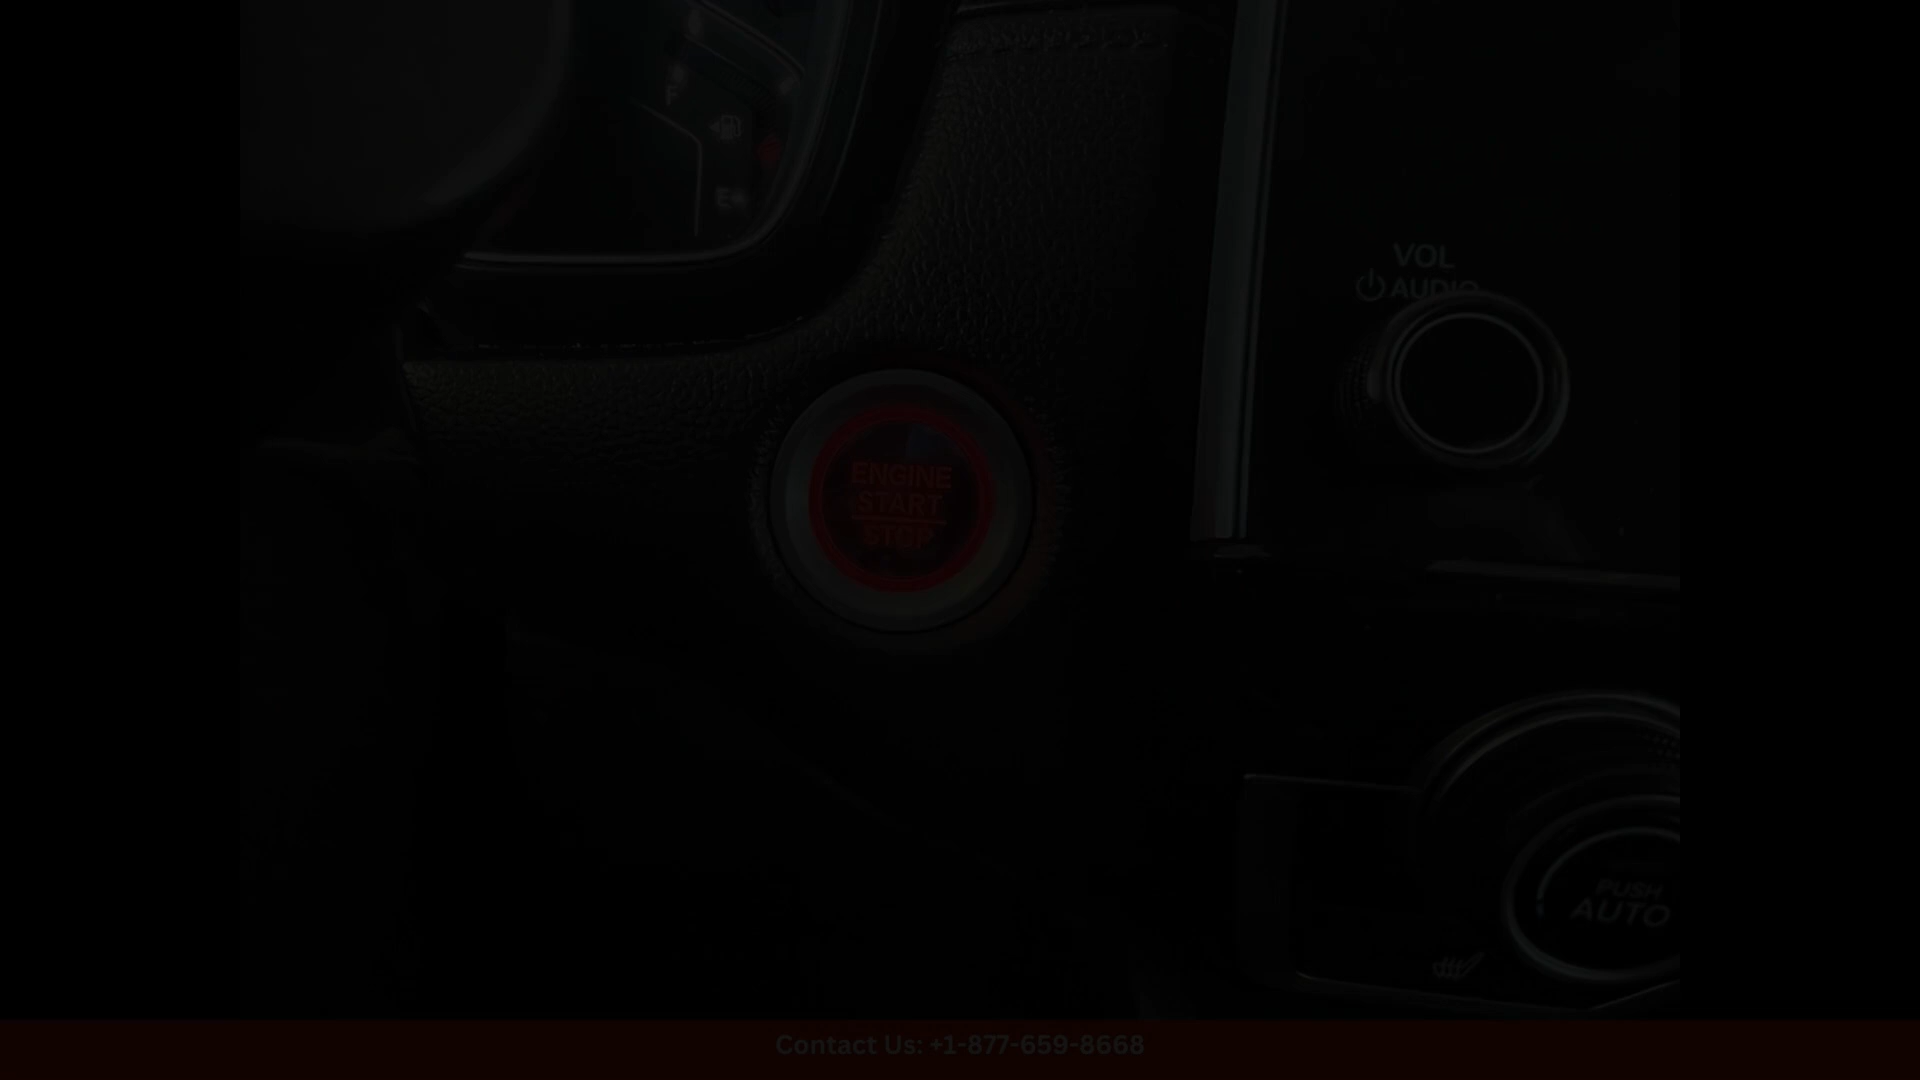 F
E
VOL
AUDIO
ENGINE
START
STOP
PUSH
AUTO
Contact Us: +1-877-659-8668